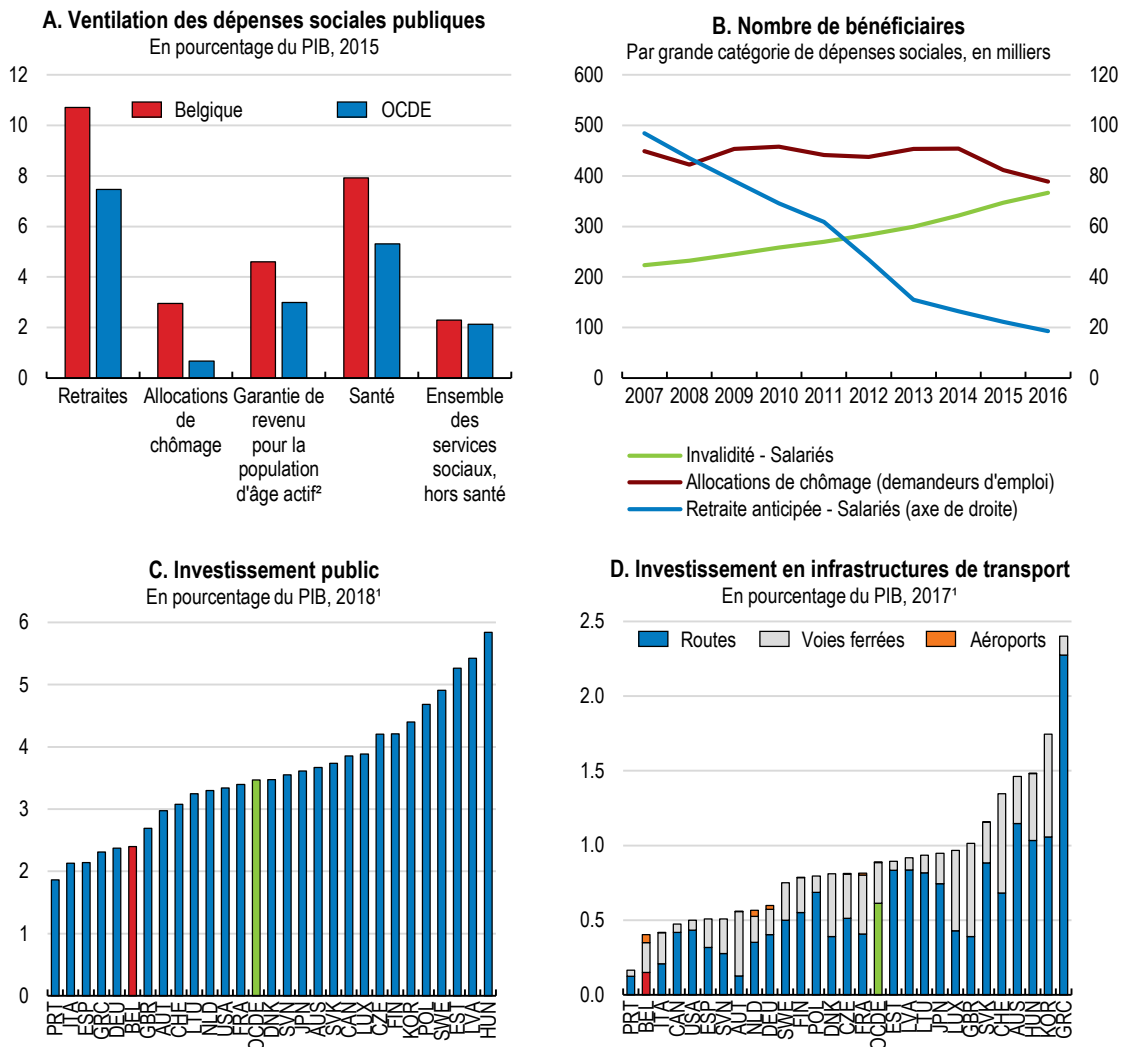 A. Ventilation des dépenses sociales publiques
En pourcentage du PIB, 2015
12
10
8
6
4
2
0
Belgique
OCDE
Retraites
Allocations
de
chômage
Garantie de
revenu
pour la
population
d'âge actif²
Santé
Ensemble
des
services
sociaux,
hors santé
B. Nombre de bénéficiaires
Par grande catégorie de dépenses sociales, en milliers
600
500
400
300
200
100
0
120
100
80
60
40
20
0
2007 2008 2009 2010 2011 2012 2013 2014 2015 2016
Invalidité - Salariés
Allocations de chômage (demandeurs d'emploi)
Retraite anticipée - Salariés (axe de droite)
C. Investissement public
En pourcentage du PIB, 2018¹
6
5
4
3
2
1
0
PRT
ITA
ESP
GRC
DEU
BEL
GBR
AUT
CHE
LTU
NLD
USA
FRA
OCDE
DNK
SVN
JPN
AUS
SVK
CAN
LUX
CZE
FIN
KOR
POL
SWE
EST
LVA
HUN
D. Investissement en infrastructures de transport
En pourcentage du PIB, 2017¹
2.5
2.0
1.5
1.0
0.5
0.0
Routes
Voies ferrées
Aéroports
PRT
BEL
ITA
CAN
USA
ESP
SVN
AUT
NLD
DEU
SWE
FIN
POL
DNK
CZE
FRA
OCDE
EST
LVA
LTU
JPN
LUX
GBR
SVK
CHE
AUS
HUN
KOR
GRC